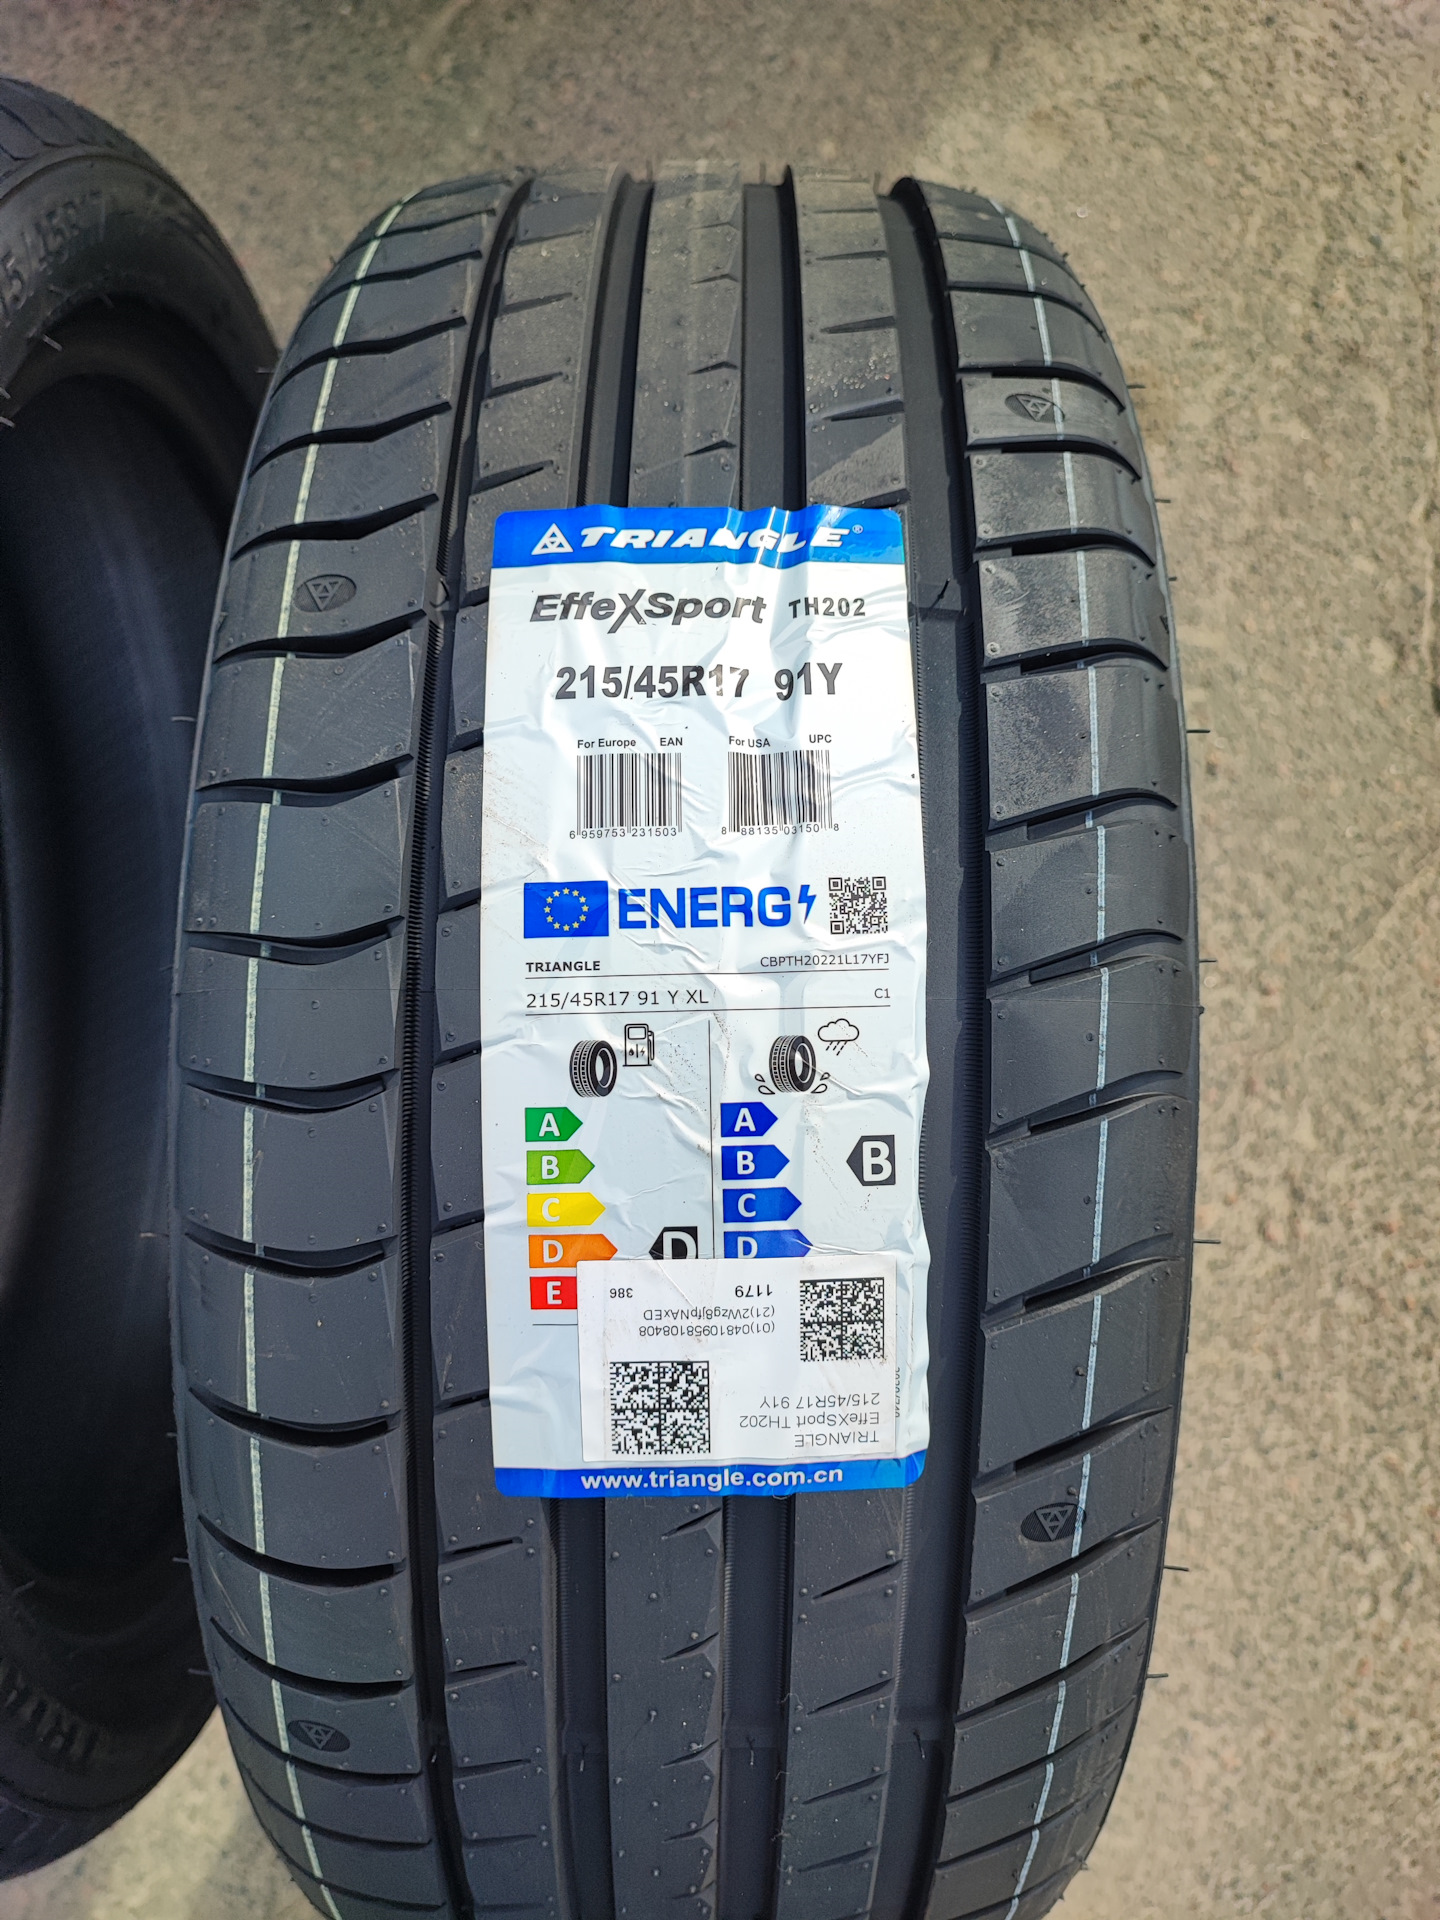 TRIANGLE®
EffeXSport TH202
215/45R17 91Y
For Europe EAN
For USA UPC
6 959753 231503
8 88135 03150 8
ENERG
TRIANGLE CBPTH20221L17YFJ
215/45R17 91 Y XL C1
A
B
C
D
E
D
A
B
C
D
B
TRIANGLE
EffeXSport TH202
215/45R17 91Y
(01)04810958108408
(21)2Wzg8jfpNAxED
1179 386
www.triangle.com.cn
5/45R17